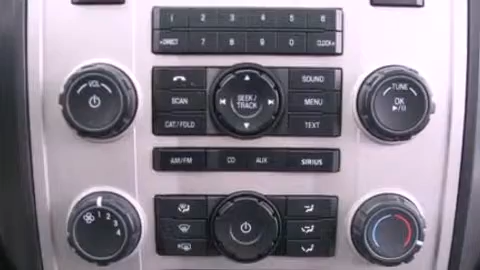 1 2 3 4 5 6
DIRECT 7 8 9 0 CLOCK
VOL SOUND TUNE
SCAN SEEK/ TRACK MENU OK
CAT/FOLD TEXT
AM/FM CD AUX SIRIUS
1 2 3 4